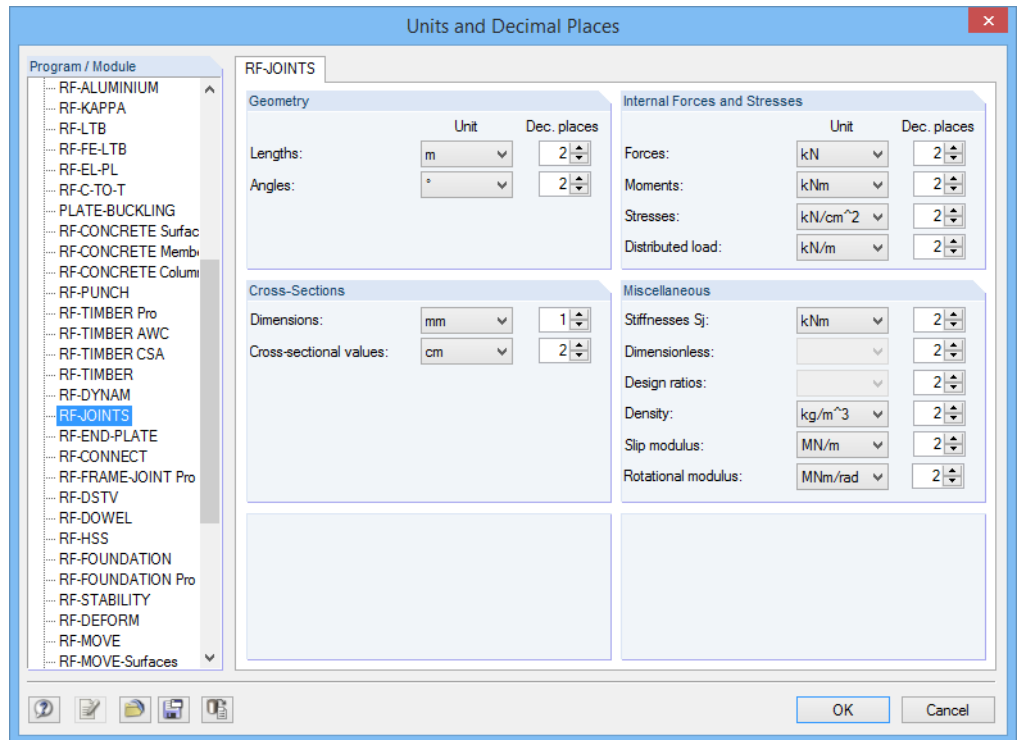 Units and Decimal Places
Program / Module
RF-ALUMINIUM
RF-KAPPA
RF-LTB
RF-FE-LTB
RF-EL-PL
RF-C-TO-T
PLATE-BUCKLING
RF-CONCRETE Surfac
RF-CONCRETE Membe
RF-CONCRETE Colum
RF-PUNCH
RF-TIMBER Pro
RF-TIMBER AWC
RF-TIMBER CSA
RF-TIMBER
RF-DYNAM
RF-JOINTS
RF-END-PLATE
RF-CONNECT
RF-FRAME-JOINT Pro
RF-DSTV
RF-DOWEL
RF-HSS
RF-FOUNDATION
RF-FOUNDATION Pro
RF-STABILITY
RF-DEFORM
RF-MOVE
RF-MOVE-Surfaces
RF-JOINTS
Geometry
Unit Dec. places
Lengths: m 2
Angles: ° 2
Internal Forces and Stresses
Unit Dec. places
Forces: kN 2
Moments: kNm 2
Stresses: kN/cm^2 2
Distributed load: kN/m 2
Cross-Sections
Dimensions: mm 1
Cross-sectional values: cm 2
Miscellaneous
Stiffnesses Sj: kNm 2
Dimensionless: 2
Design ratios: 2
Density: kg/m^3 2
Slip modulus: MN/m 2
Rotational modulus: MNm/rad 2
OK Cancel